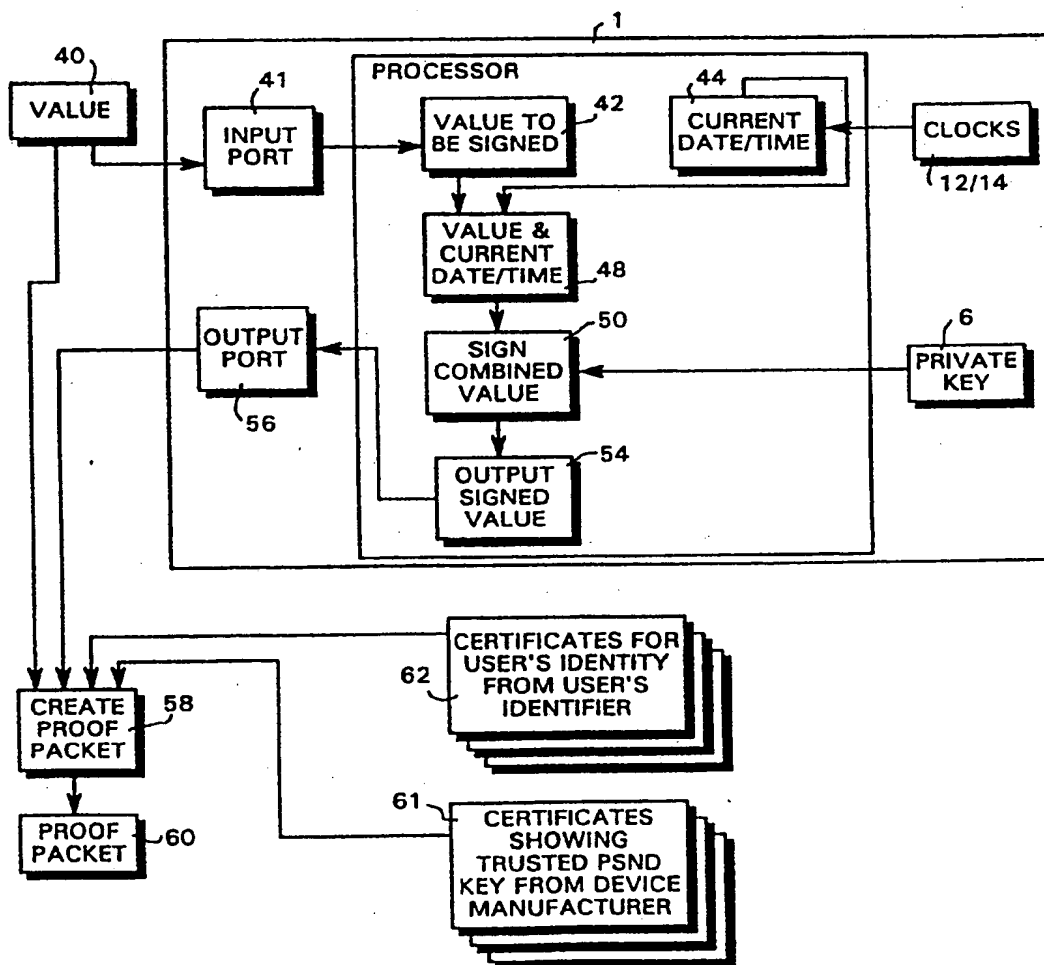 1
40
VALUE
41
INPUT
PORT
PROCESSOR
42
VALUE TO
BE SIGNED
44
CURRENT
DATE/TIME
CLOCKS
12/14
VALUE &
CURRENT
DATE/TIME
48
OUTPUT
PORT
56
50
SIGN
COMBINED
VALUE
6
PRIVATE
KEY
54
OUTPUT
SIGNED
VALUE
CERTIFICATES FOR
USER'S IDENTITY
FROM USER'S
IDENTIFIER
62
CREATE
PROOF
PACKET
58
PROOF
PACKET
60
61
CERTIFICATES
SHOWING
TRUSTED PSND
KEY FROM DEVICE
MANUFACTURER